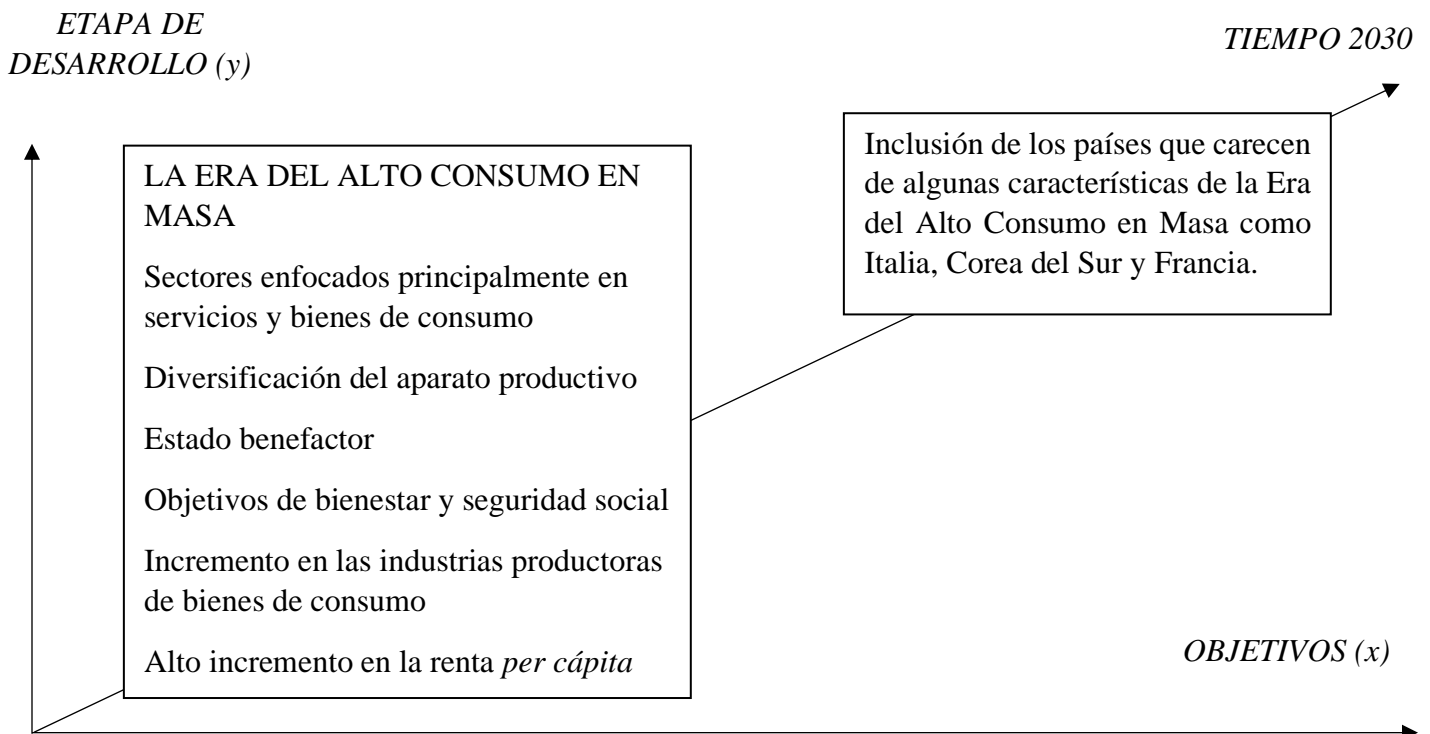 ETAPA DE
DESARROLLO (y)
TIEMPO 2030
LA ERA DEL ALTO CONSUMO EN
MASA
Sectores enfocados principalmente en
servicios y bienes de consumo
Diversificación del aparato productivo
Estado benefactor
Objetivos de bienestar y seguridad social
Incremento en las industrias productoras
de bienes de consumo
Alto incremento en la renta per cápita
Inclusión de los países que carecen
de algunas características de la Era
del Alto Consumo en Masa como
Italia, Corea del Sur y Francia.
OBJETIVOS (x)